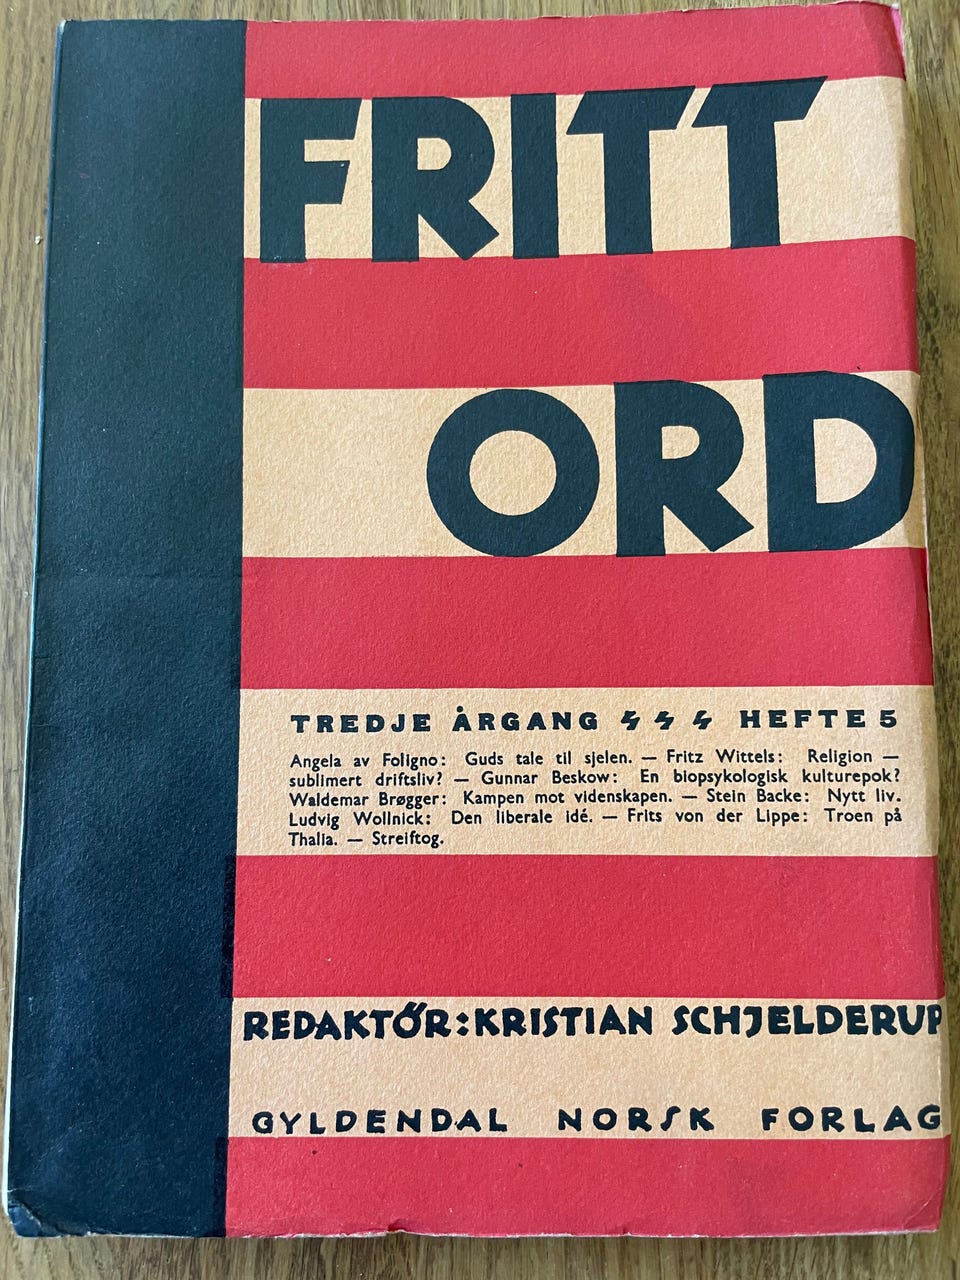 FRITT
ORD
TREDJE ÅRGANG ϟ ϟ ϟ HEFTE 5
Angela av Foligno: Guds tale til sjelen. — Fritz Wittels: Religion —
sublimert driftsliv? — Gunnar Beskow: En biopsykologisk kulturepok?
Waldemar Brøgger: Kampen mot videnskapen. — Stein Backe: Nytt liv.
Ludvig Wollnick: Den liberale idé. — Frits von der Lippe: Troen på
Thalia. — Streiftog.
REDAKTŐR: KRISTIAN SCHJELDERUP
GYLDENDAL NORSK FORLAG